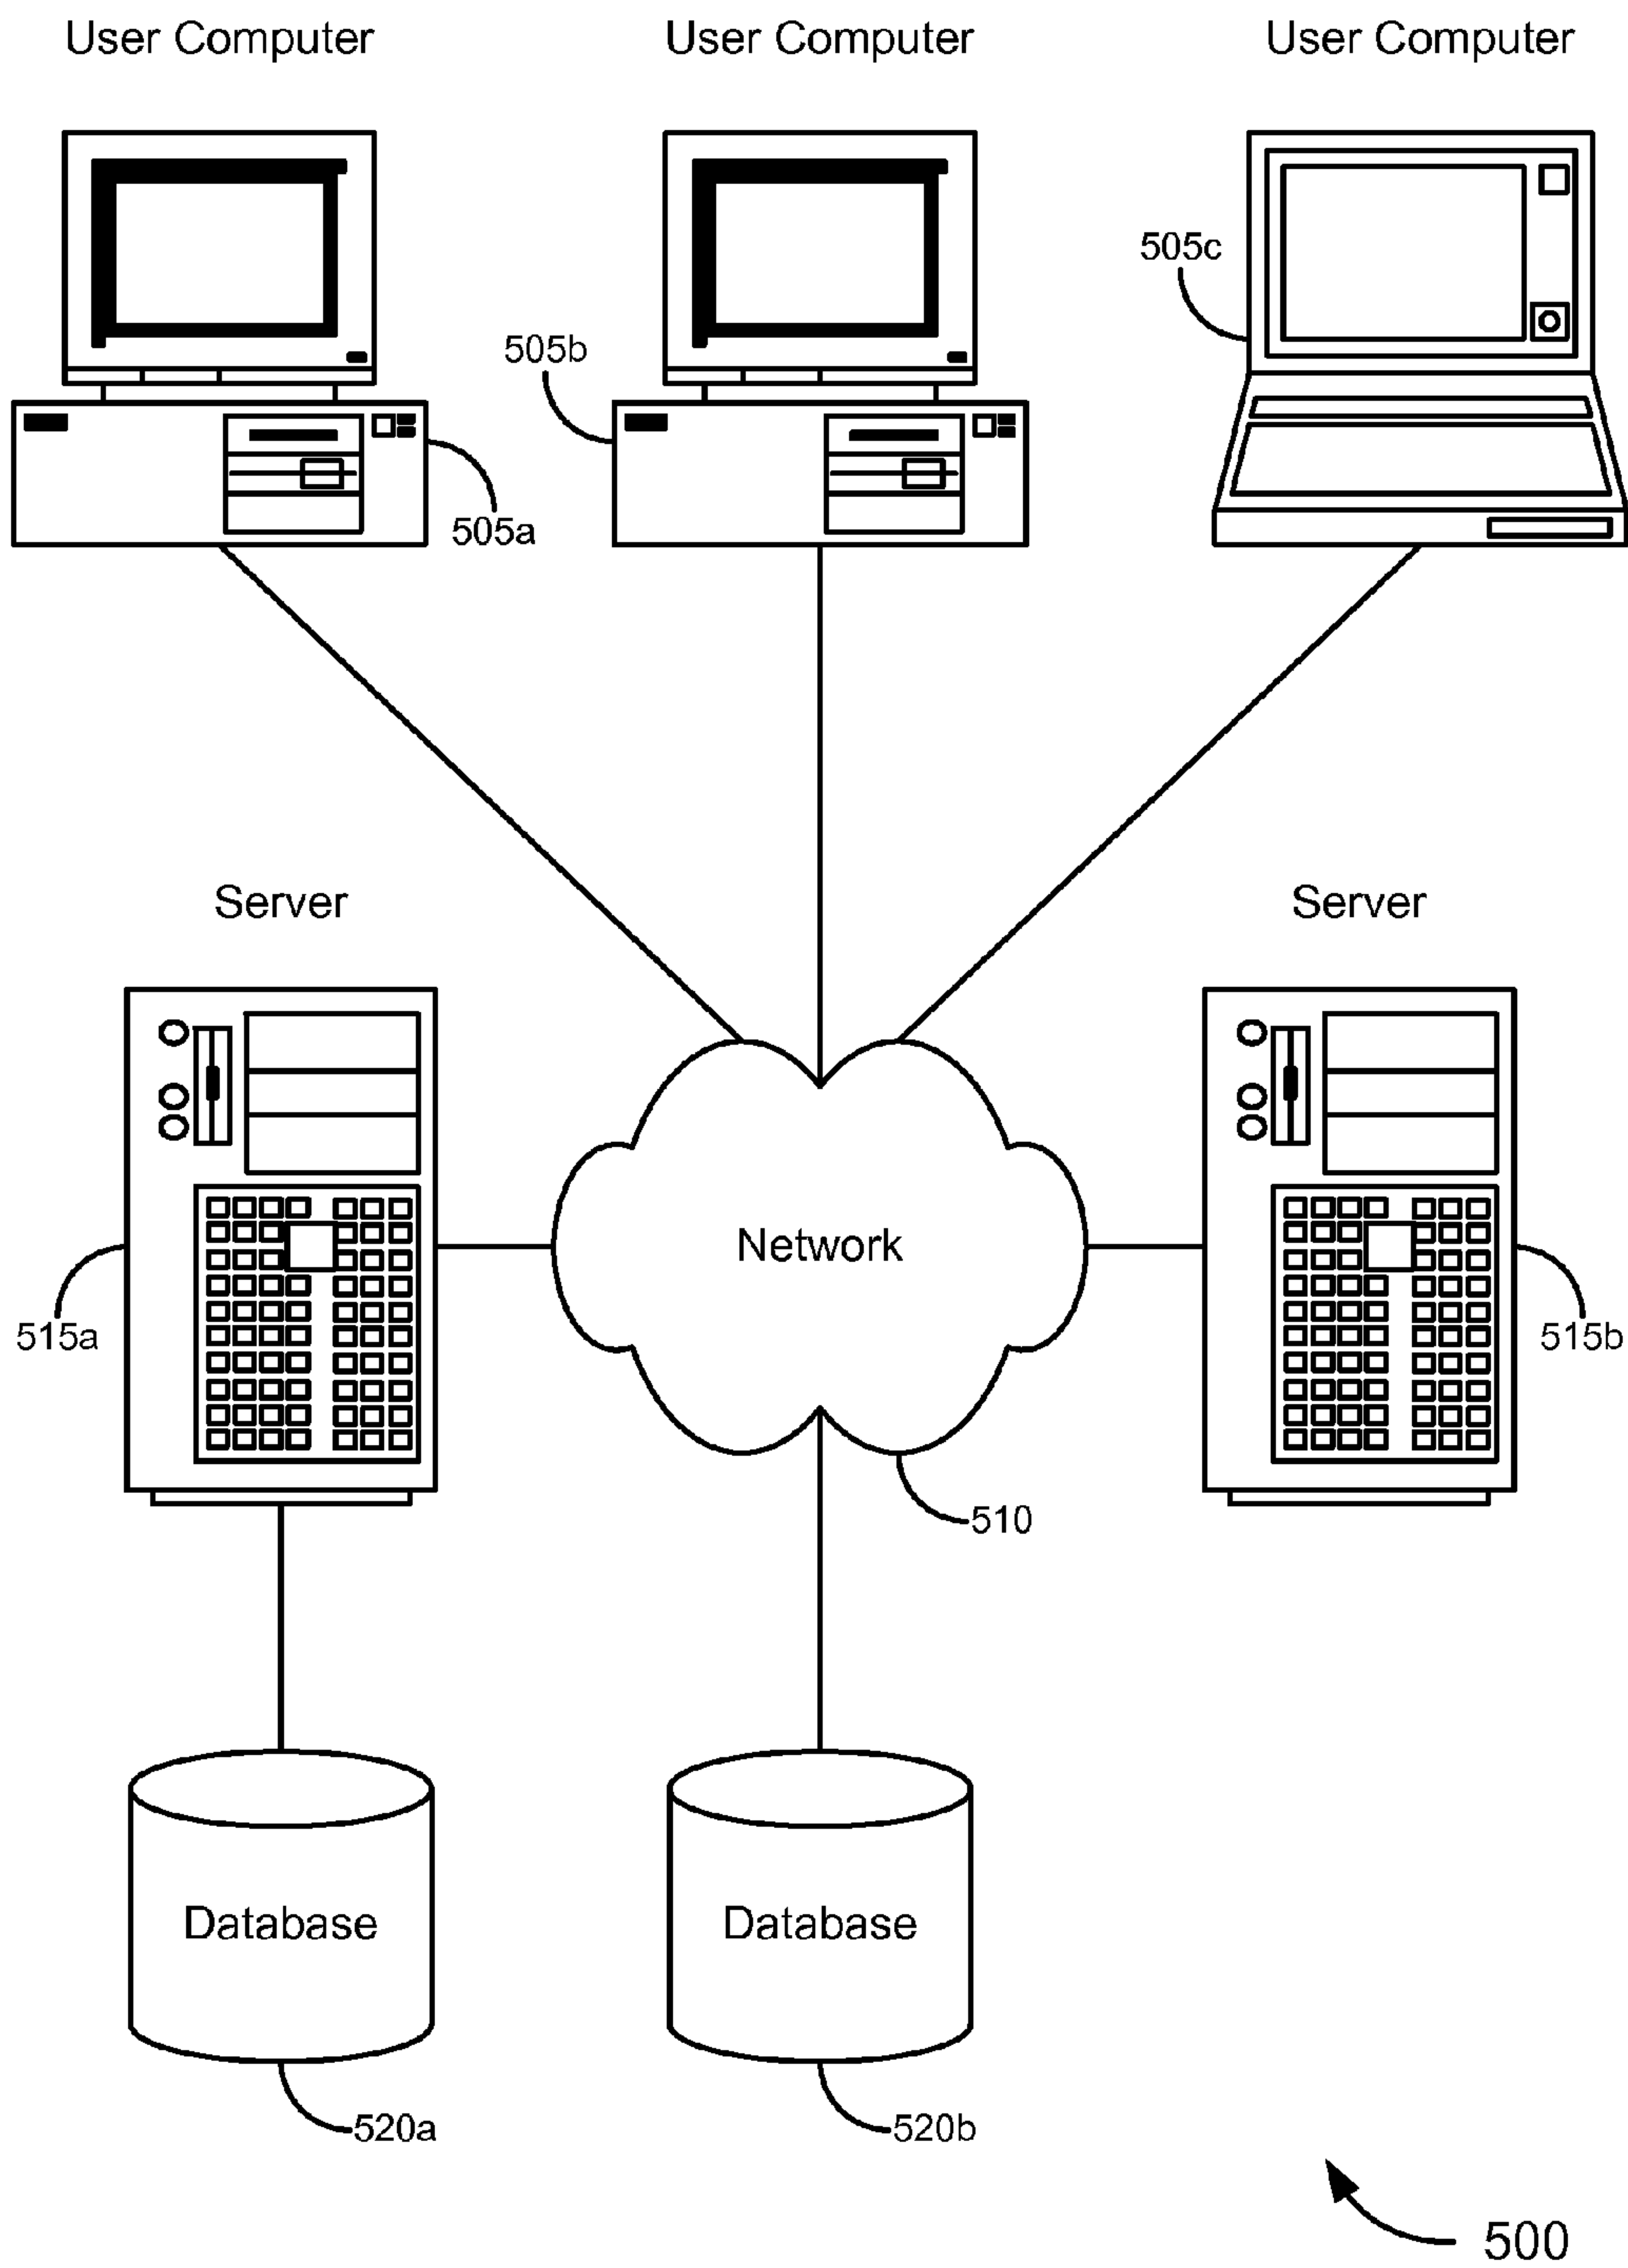 User Computer
User Computer
User Computer
505c
505b
505a
Server
Server
Network
515a
515b
510
Database
Database
520a
520b
500